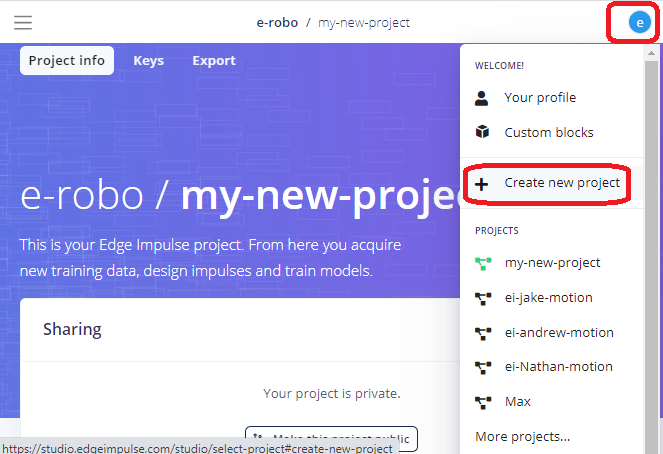 e-robo / my-new-project
e
Project info
Keys
Export
e-robo / my-new-projec
This is your Edge Impulse project. From here you acquire
new training data, design impulses and train models.
Sharing
Your project is private.
Make this project public
https://studio.edgeimpulse.com/studio/select-project#create-new-project
WELCOME!
Your profile
Custom blocks
Create new project
PROJECTS
my-new-project
ei-jake-motion
ei-andrew-motion
ei-Nathan-motion
Max
More projects...